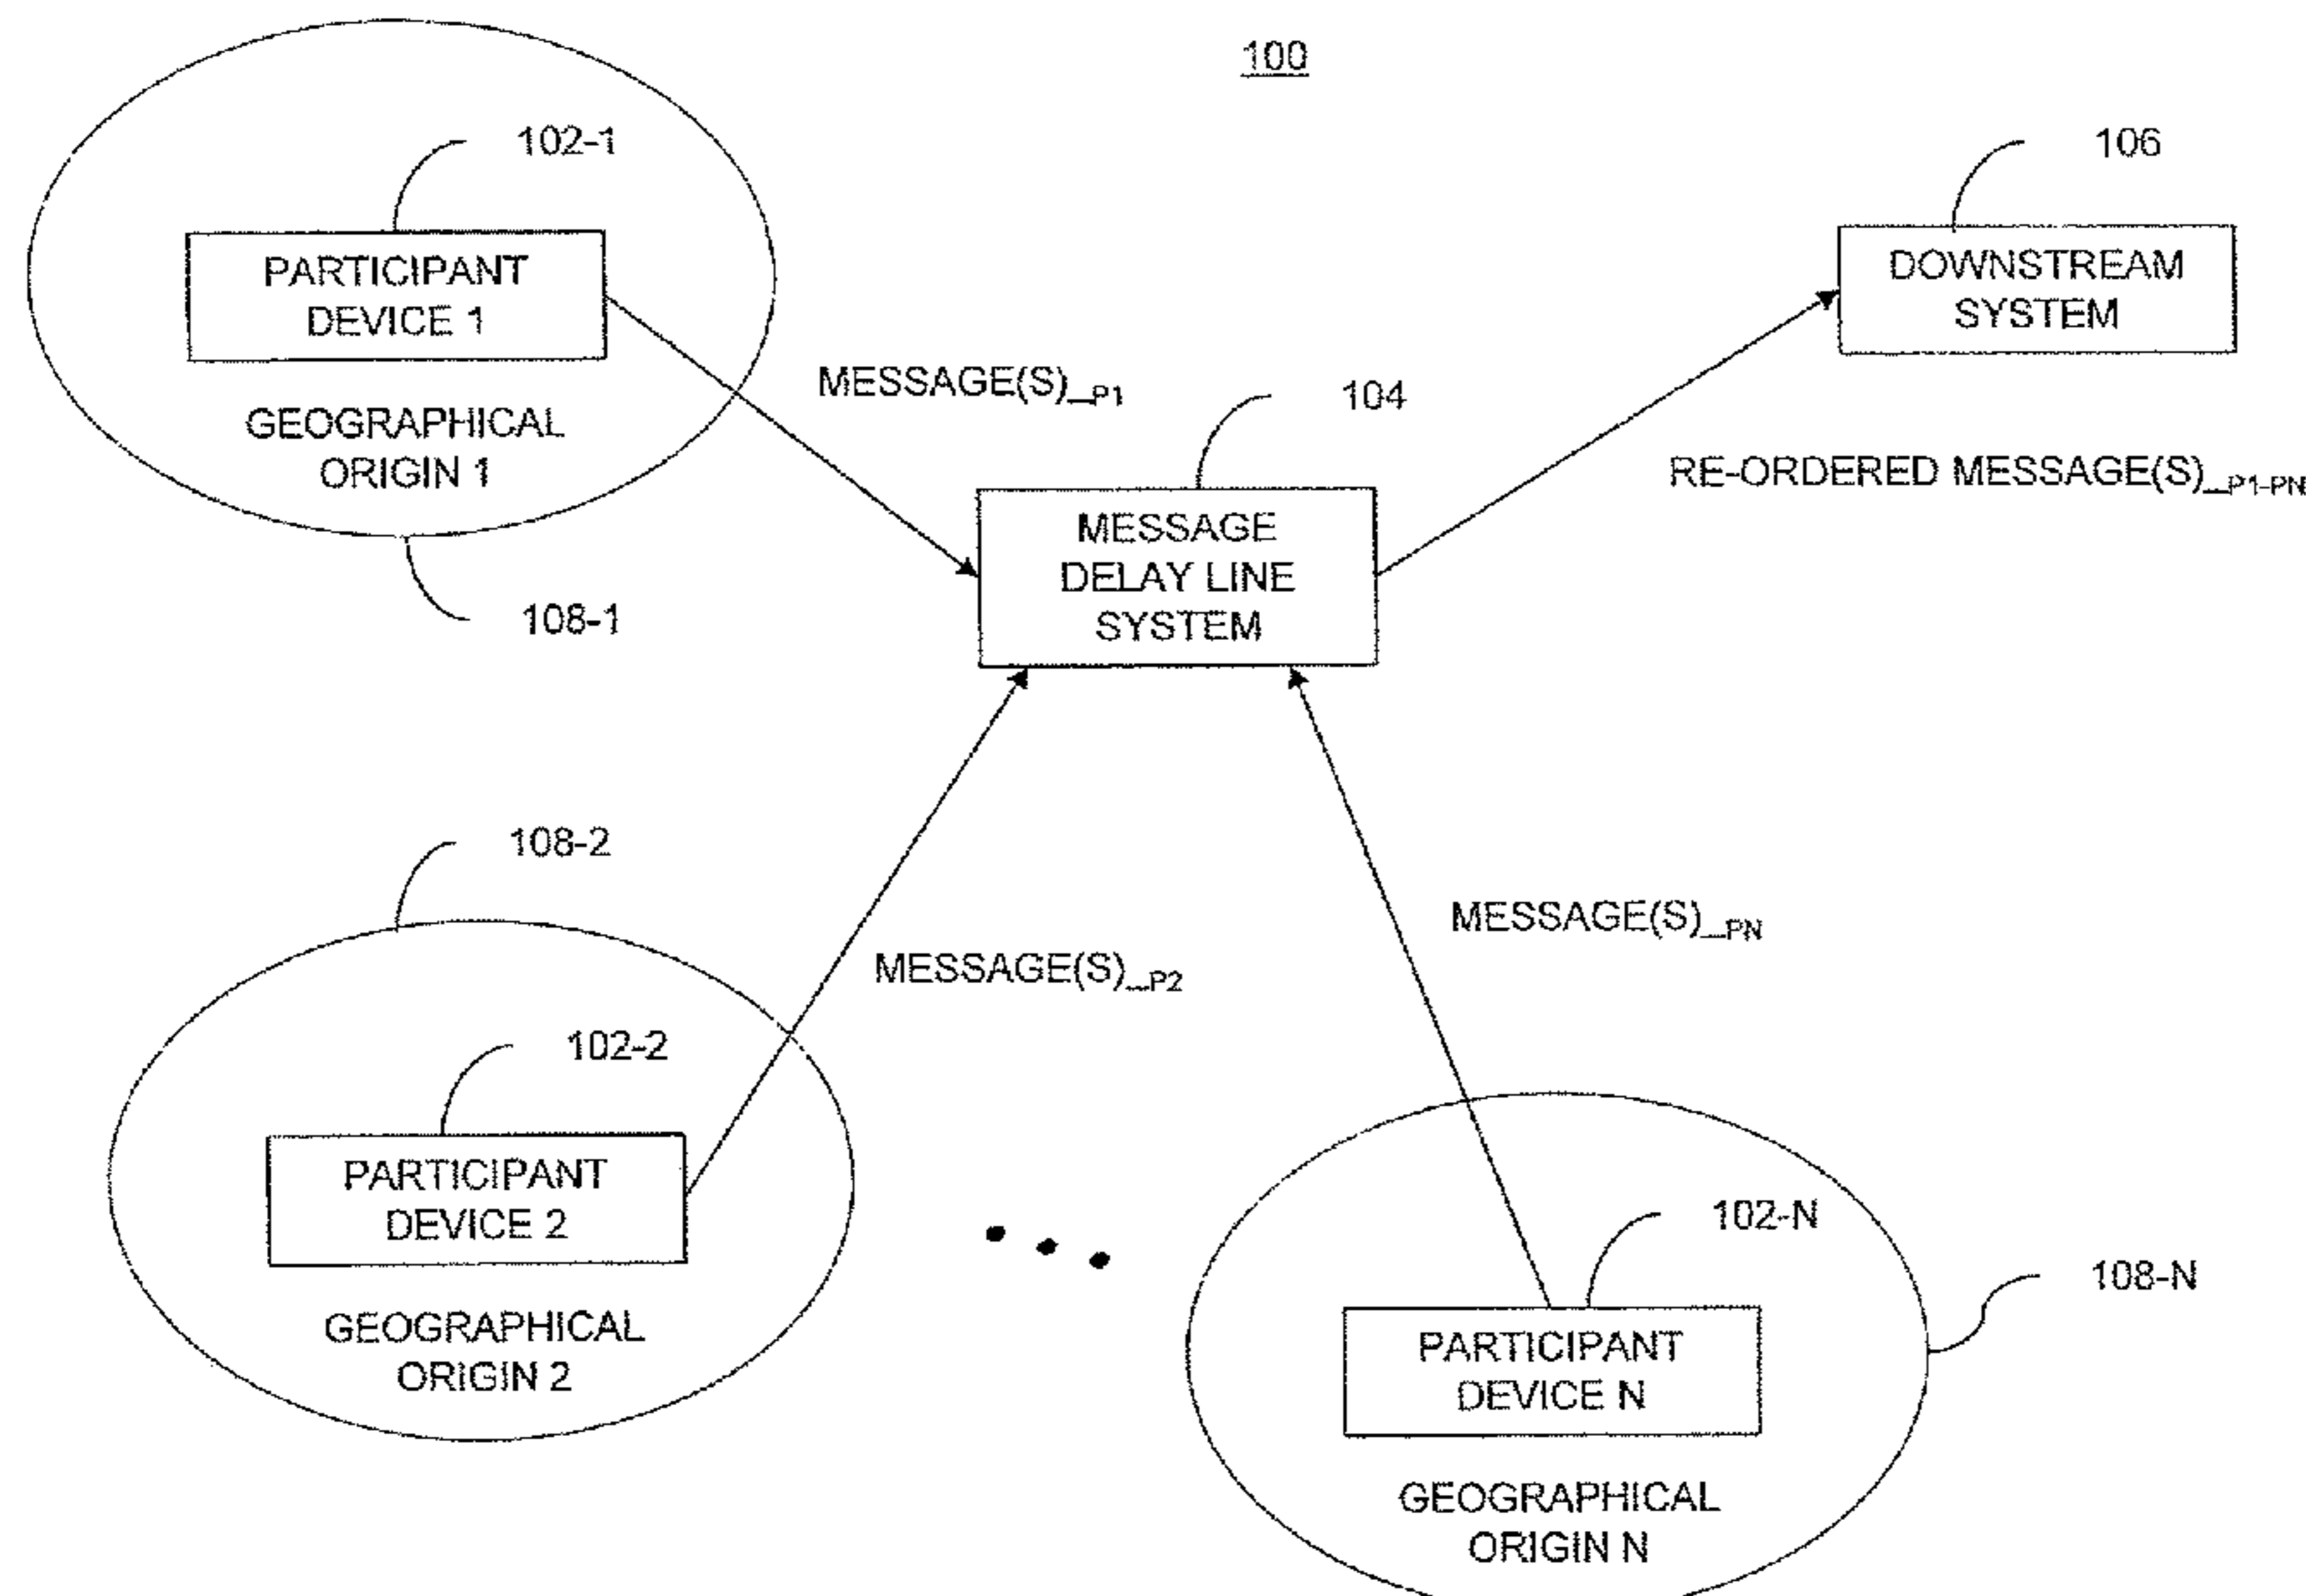 100
102-1
PARTICIPANT
DEVICE 1
GEOGRAPHICAL
ORIGIN 1
108-1
MESSAGE(S)_P1
104
MESSAGE
DELAY LINE
SYSTEM
106
DOWNSTREAM
SYSTEM
RE-ORDERED MESSAGE(S)_P1-PN
108-2
MESSAGE(S)_P2
102-2
PARTICIPANT
DEVICE 2
GEOGRAPHICAL
ORIGIN 2
MESSAGE(S)_PN
102-N
108-N
PARTICIPANT
DEVICE N
GEOGRAPHICAL
ORIGIN N